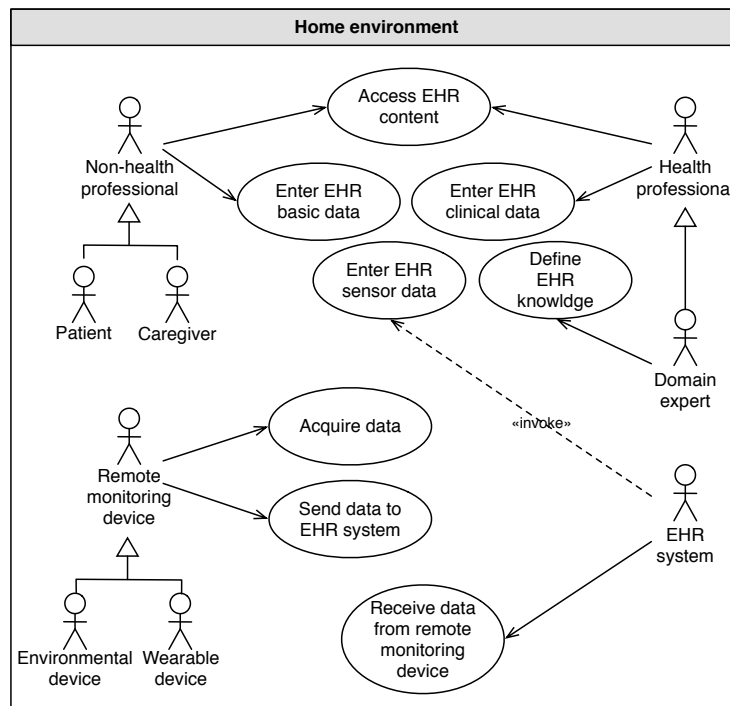 Home environment
Access EHR
content
Non-health
professional
Health
professional
Enter EHR
basic data
Enter EHR
clinical data
Enter EHR
sensor data
Define
EHR
knowldge
Patient
Caregiver
Domain
expert
Acquire data
«invoke»
Remote
monitoring
device
Send data to
EHR system
EHR
system
Receive data
from remote
monitoring
device
Environmental
device
Wearable
device